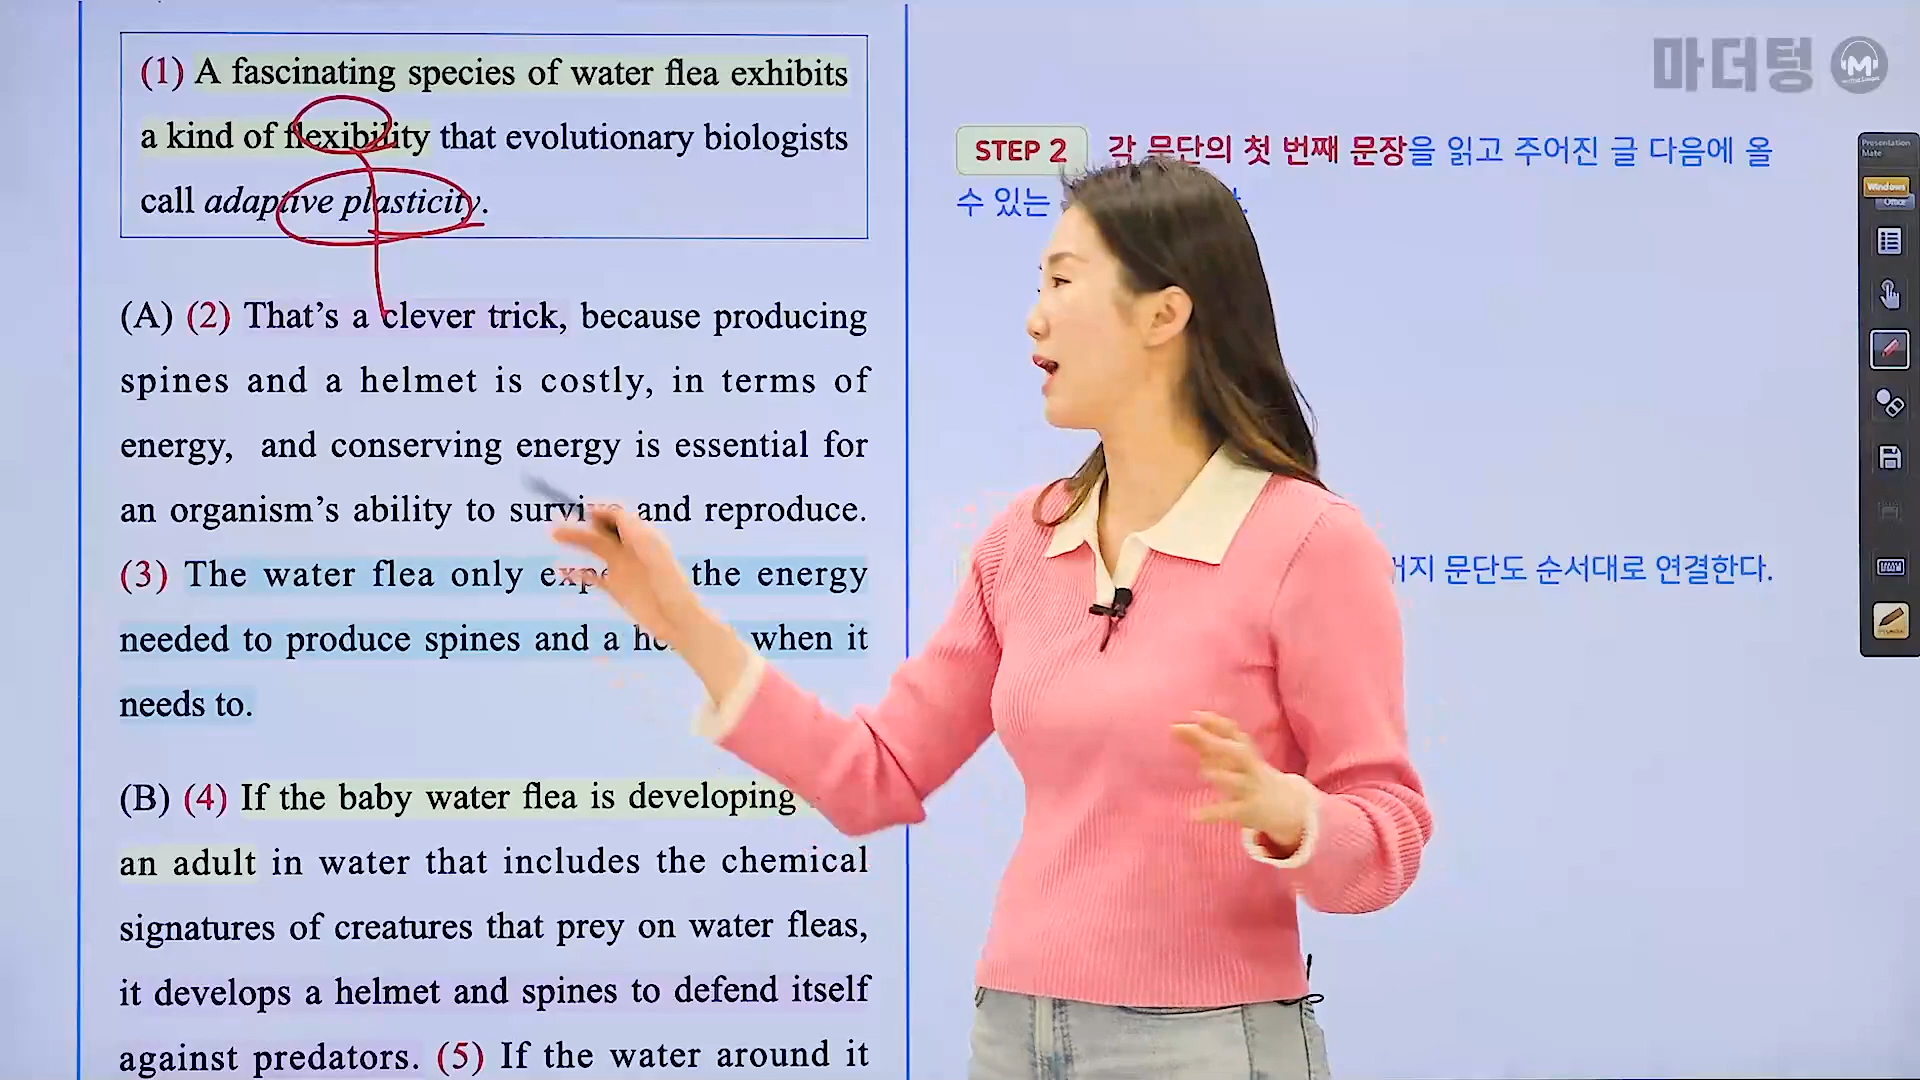 (1) A fascinating species of water flea exhibits
a kind of flexibility that evolutionary biologists
call adaptive plasticity.
(A) (2) That’s a clever trick, because producing
spines and a helmet is costly, in terms of
energy, and conserving energy is essential for
an organism’s ability to survive and reproduce.
(3) The water flea only the energy
needed to produce spines and a when it
needs to.
(B) (4) If the baby water flea is developing
an adult in water that includes the chemical
signatures of creatures that prey on water fleas,
it develops a helmet and spines to defend itself
against predators. (5) If the water around it
마더텅
STEP 2 각 문단의 첫 번째 문장을 읽고 주어진 글 다음에 올
수 있는
문단도 순서대로 연결한다.
Presentation
Mate
Windows
Office